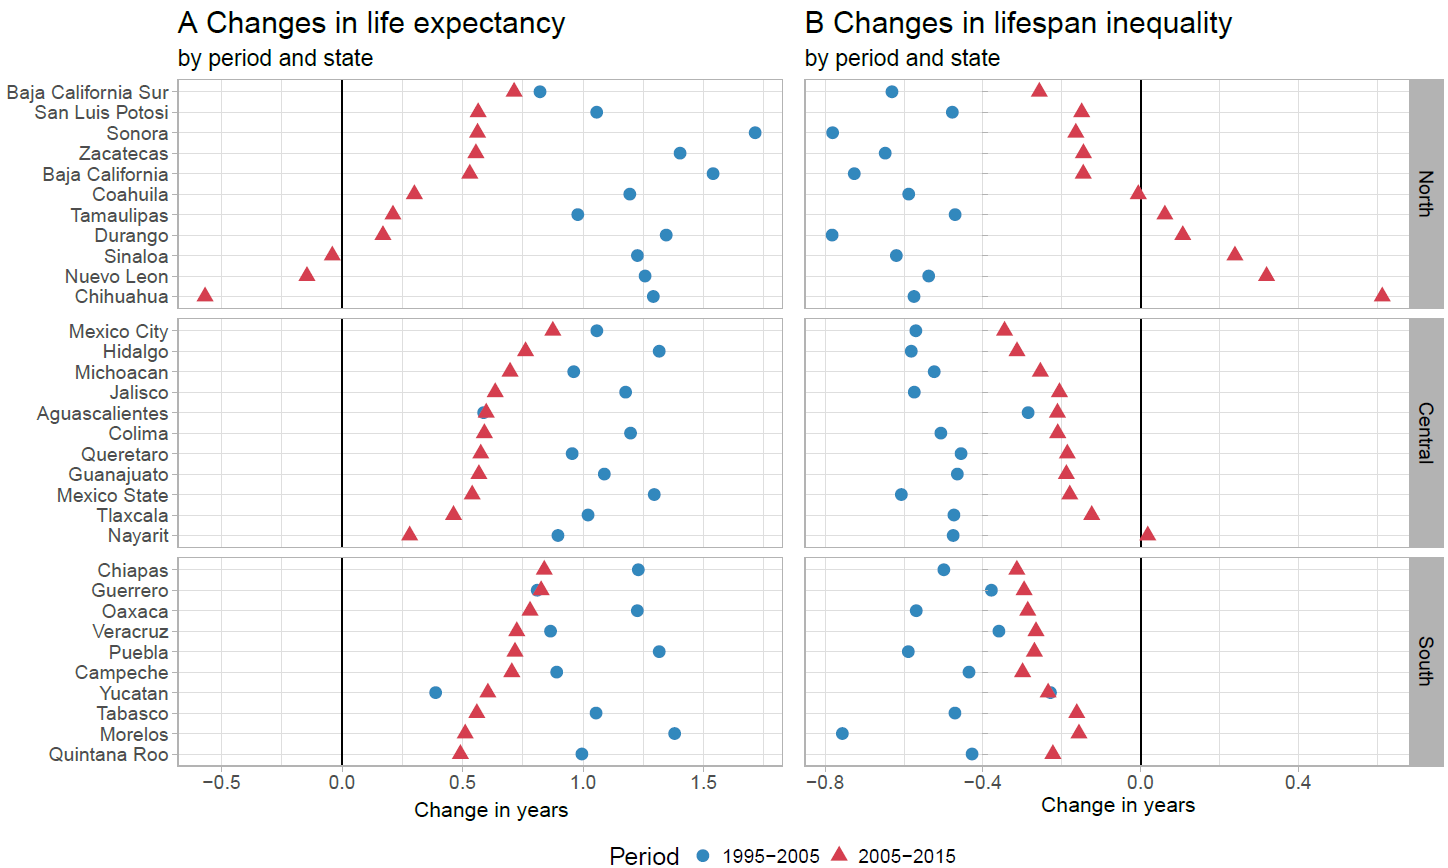 A Changes in life expectancy
by period and state
B Changes in lifespan inequality
by period and state
Baja California Sur
San Luis Potosi
Sonora
Zacatecas
Baja California
Coahuila
Tamaulipas
Durango
Sinaloa
Nuevo Leon
Chihuahua
North
Mexico City
Hidalgo
Michoacan
Jalisco
Aguascalientes
Colima
Queretaro
Guanajuato
Mexico State
Tlaxcala
Nayarit
Central
Chiapas
Guerrero
Oaxaca
Veracruz
Puebla
Campeche
Yucatan
Tabasco
Morelos
Quintana Roo
South
−0.5 0.0 0.5 1.0 1.5
Change in years
−0.8 −0.4 0.0 0.4
Change in years
Period 1995−2005 2005−2015